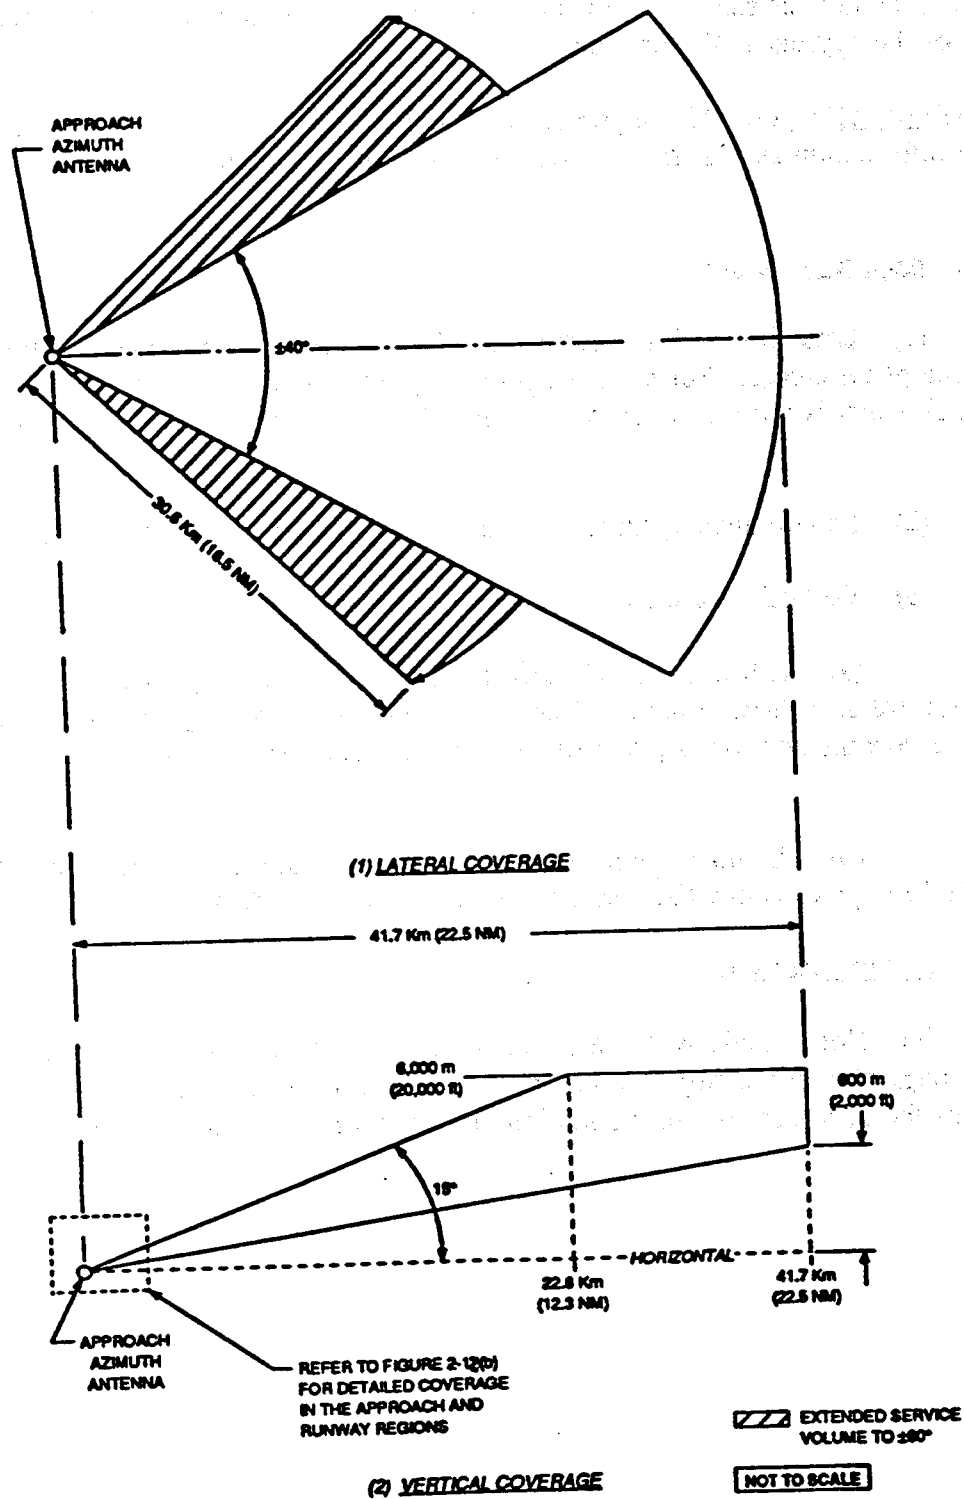 APPROACH
AZIMUTH
ANTENNA
±40°
30.6 Km (16.5 NM)
(1) LATERAL COVERAGE
41.7 Km (22.5 NM)
6,000 m
(20,000 ft)
600 m
(2,000 ft)
15°
HORIZONTAL
22.8 Km
(12.3 NM)
41.7 Km
(22.5 NM)
APPROACH
AZIMUTH
ANTENNA
REFER TO FIGURE 2-12(b)
FOR DETAILED COVERAGE
IN THE APPROACH AND
RUNWAY REGIONS
EXTENDED SERVICE
VOLUME TO ±60°
(2) VERTICAL COVERAGE
NOT TO SCALE